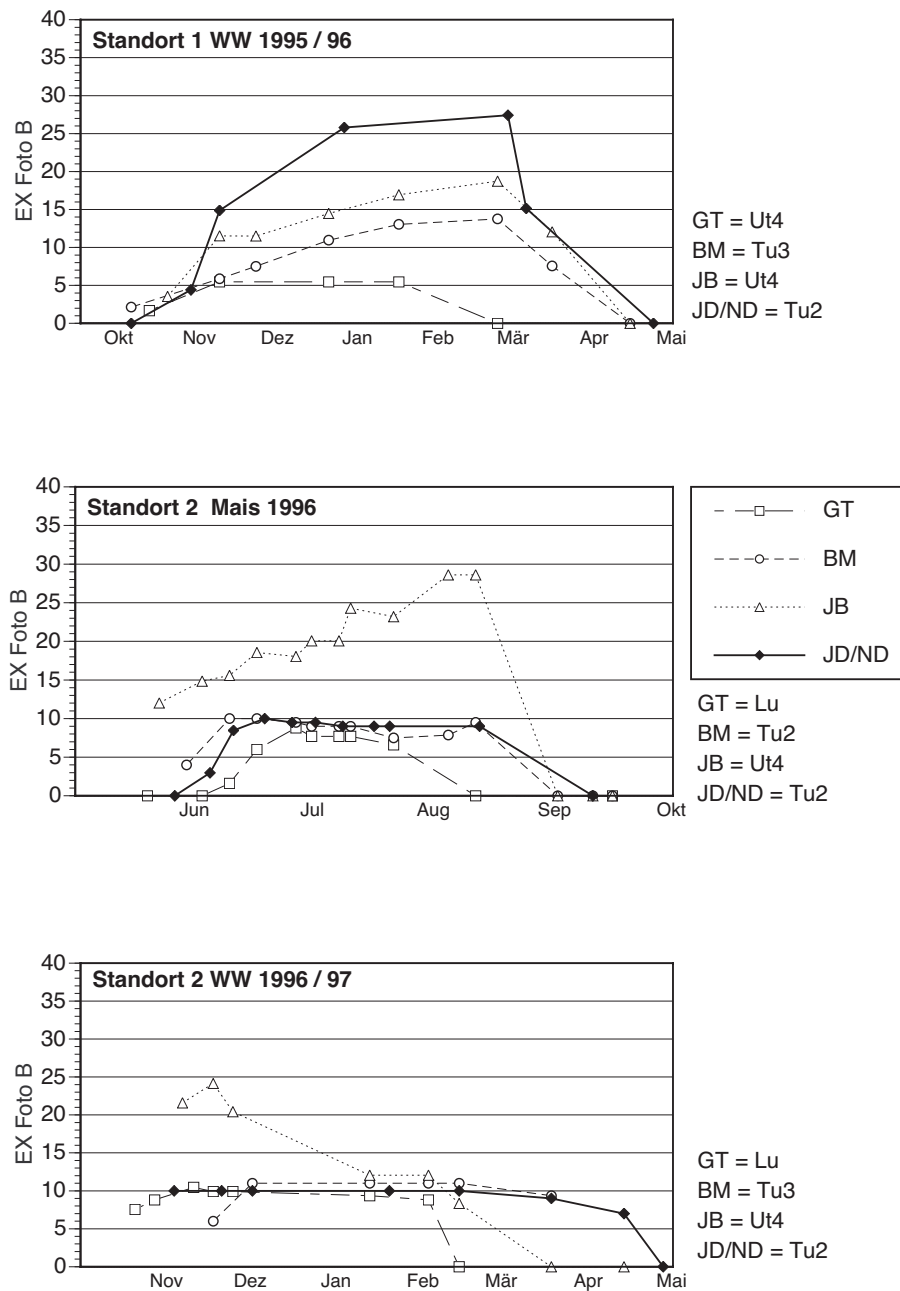 Standort 1 WW 1995 / 96
EX Foto B
40
35
30
25
20
15
10
5
0
Okt Nov Dez Jan Feb Mär Apr Mai
GT = Ut4
BM = Tu3
JB = Ut4
JD/ND = Tu2
Standort 2 Mais 1996
EX Foto B
40
35
30
25
20
15
10
5
0
Jun Jul Aug Sep Okt
GT
BM
JB
JD/ND
GT = Lu
BM = Tu2
JB = Ut4
JD/ND = Tu2
Standort 2 WW 1996 / 97
EX Foto B
40
35
30
25
20
15
10
5
0
Nov Dez Jan Feb Mär Apr Mai
GT = Lu
BM = Tu3
JB = Ut4
JD/ND = Tu2